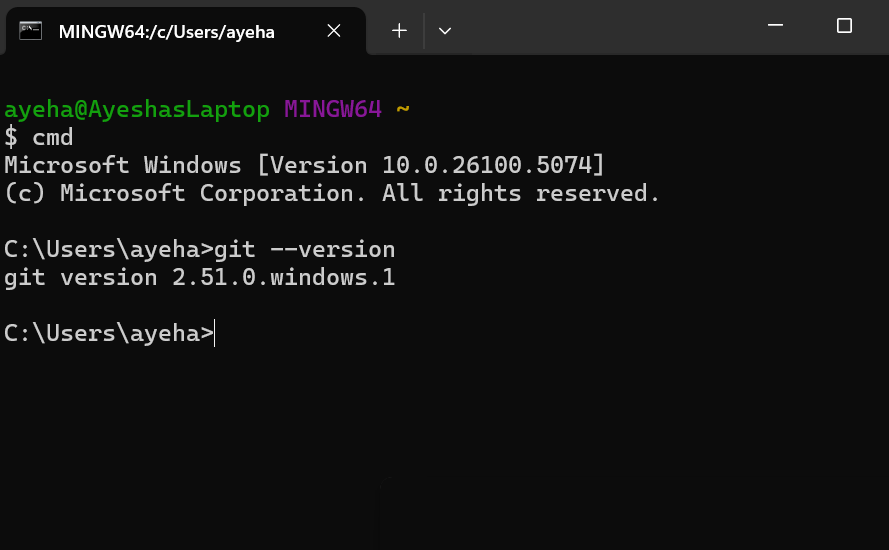 MINGW64:/c/Users/ayeha
ayeha@AyeshasLaptop MINGW64 ~
$ cmd
Microsoft Windows [Version 10.0.26100.5074]
(c) Microsoft Corporation. All rights reserved.
C:\Users\ayeha>git --version
git version 2.51.0.windows.1
C:\Users\ayeha>